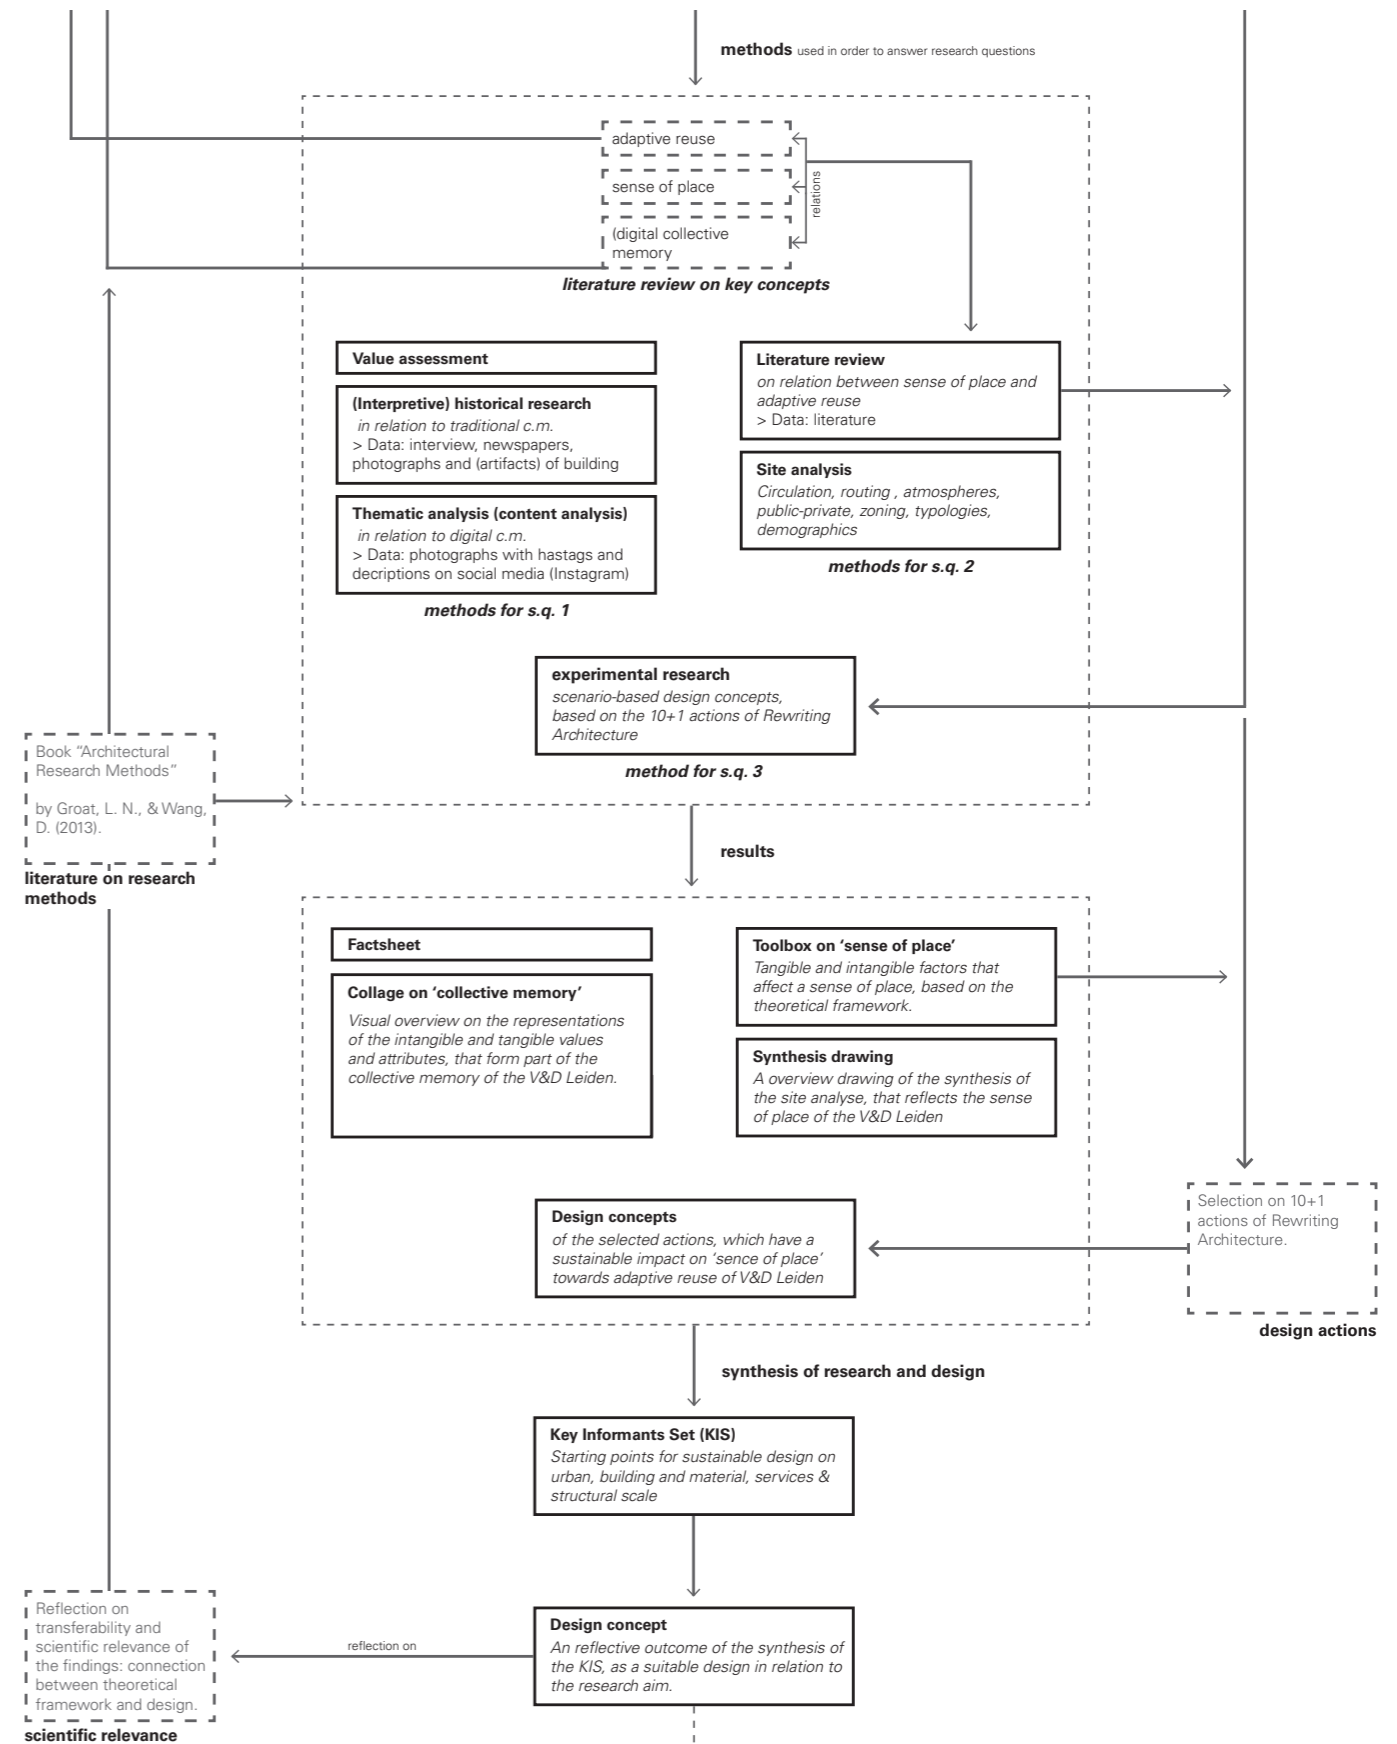 methods used in order to answer research questions
adaptive reuse
sense of place
(digital collective
memory
relations
literature review on key concepts
Value assessment
(Interpretive) historical research
in relation to traditional c.m.
> Data: interview, newspapers,
photographs and (artifacts) of building
Thematic analysis (content analysis)
in relation to digital c.m.
> Data: photographs with hastags and
decriptions on social media (Instagram)
methods for s.q. 1
Literature review
on relation between sense of place and
adaptive reuse
> Data: literature
Site analysis
Circulation, routing , atmospheres,
public-private, zoning, typologies,
demographics
methods for s.q. 2
experimental research
scenario-based design concepts,
based on the 10+1 actions of Rewriting
Architecture
method for s.q. 3
Book “Architectural
Research Methods”
by Groat, L. N., & Wang,
D. (2013).
literature on research
methods
results
Factsheet
Collage on ‘collective memory’
Visual overview on the representations
of the intangible and tangible values
and attributes, that form part of the
collective memory of the V&D Leiden.
Toolbox on ‘sense of place’
Tangible and intangible factors that
affect a sense of place, based on the
theoretical framework.
Synthesis drawing
A overview drawing of the synthesis of
the site analyse, that reflects the sense
of place of the V&D Leiden
Design concepts
of the selected actions, which have a
sustainable impact on ‘sence of place’
towards adaptive reuse of V&D Leiden
Selection on 10+1
actions of Rewriting
Architecture.
design actions
synthesis of research and design
Key Informants Set (KIS)
Starting points for sustainable design on
urban, building and material, services &
structural scale
Design concept
An reflective outcome of the synthesis of
the KIS, as a suitable design in relation to
the research aim.
reflection on
Reflection on
transferability and
scientific relevance of
the findings: connection
between theoretical
framework and design.
scientific relevance